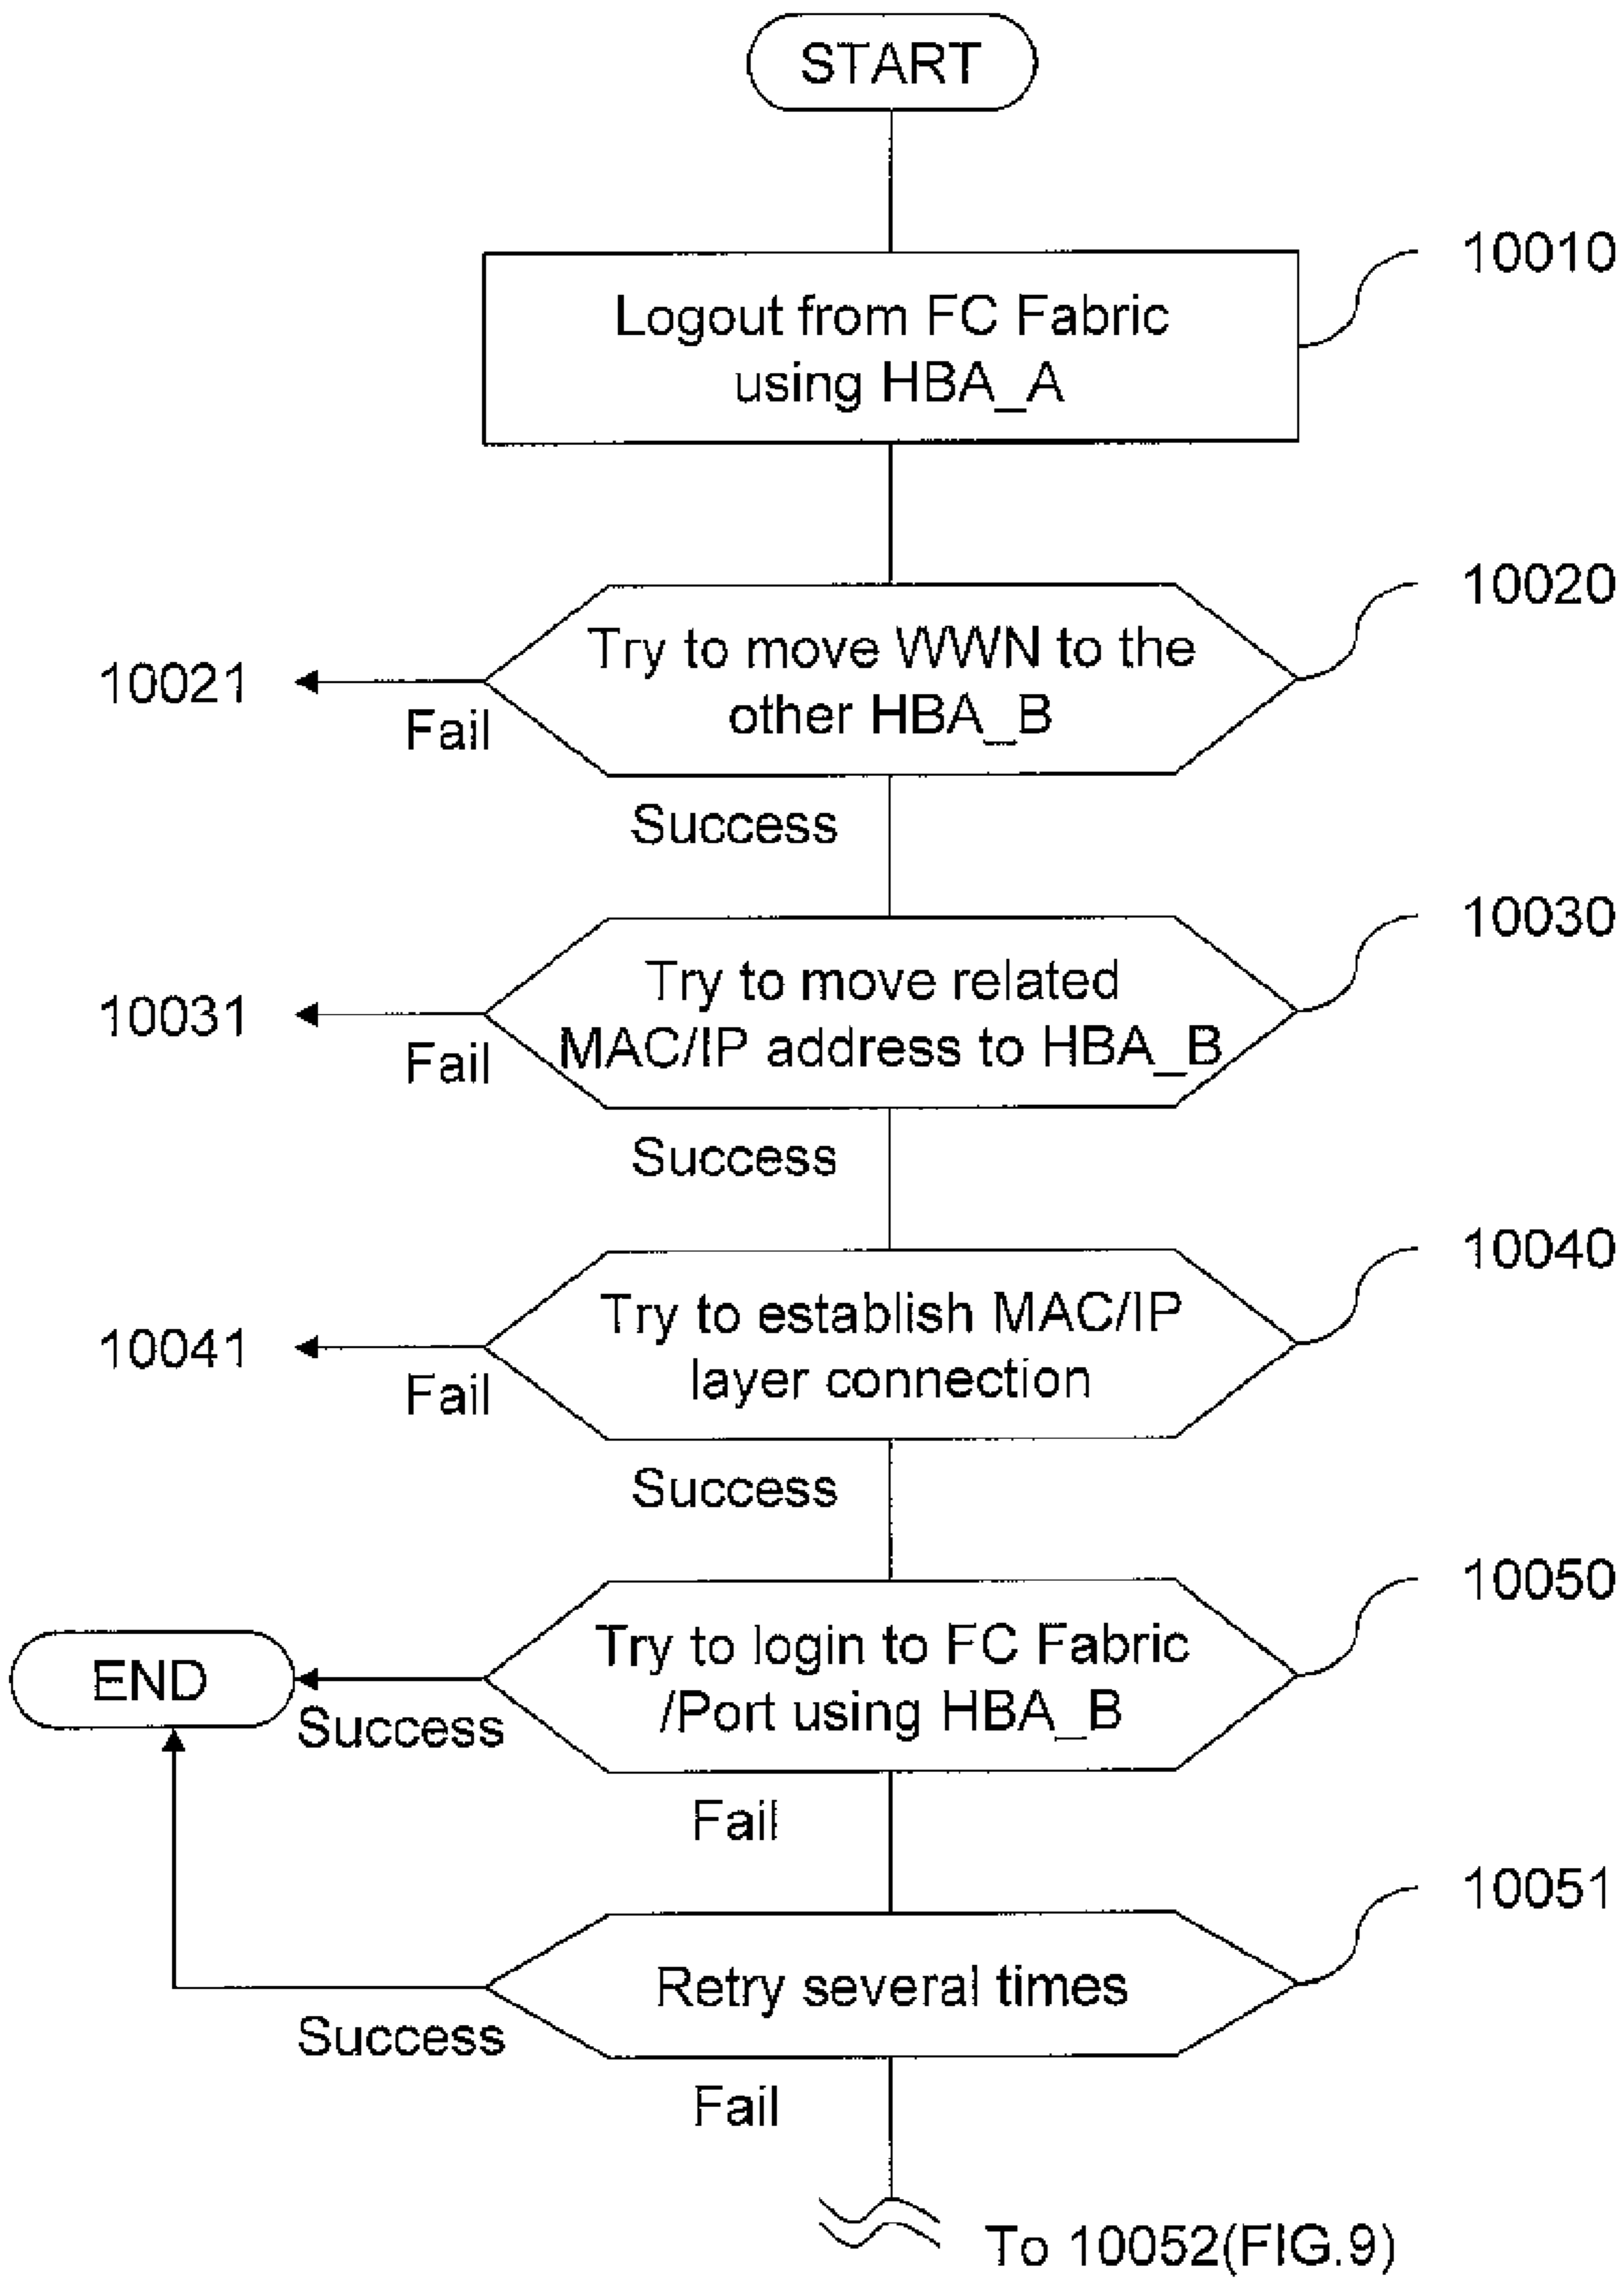 START
10010
Logout from FC Fabric
using HBA_A
10020
Try to move WWN to the
other HBA_B
10021
Fail
Success
10030
Try to move related
MAC/IP address to HBA_B
10031
Fail
Success
10040
Try to establish MAC/IP
layer connection
10041
Fail
Success
10050
Try to login to FC Fabric
/Port using HBA_B
END
Success
Fail
10051
Retry several times
Success
Fail
To 10052(FIG.9)